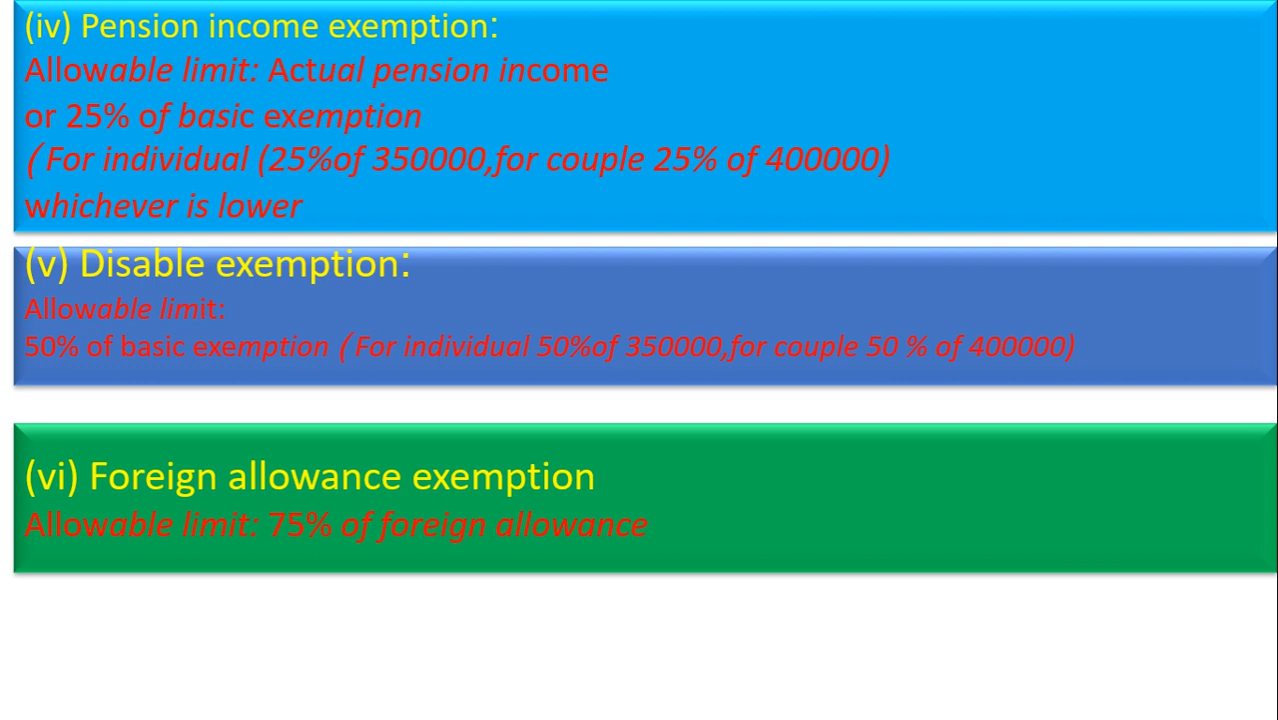 (iv) Pension income exemption:
Allowable limit: Actual pension income
or 25% of basic exemption
(For individual (25%of 350000,for couple 25% of 400000)
whichever is lower
(v) Disable exemption:
Allowable limit:
50% of basic exemption (For individual 50%of 350000,for couple 50 % of 400000)
(vi) Foreign allowance exemption
Allowable limit: 75% of foreign allowance